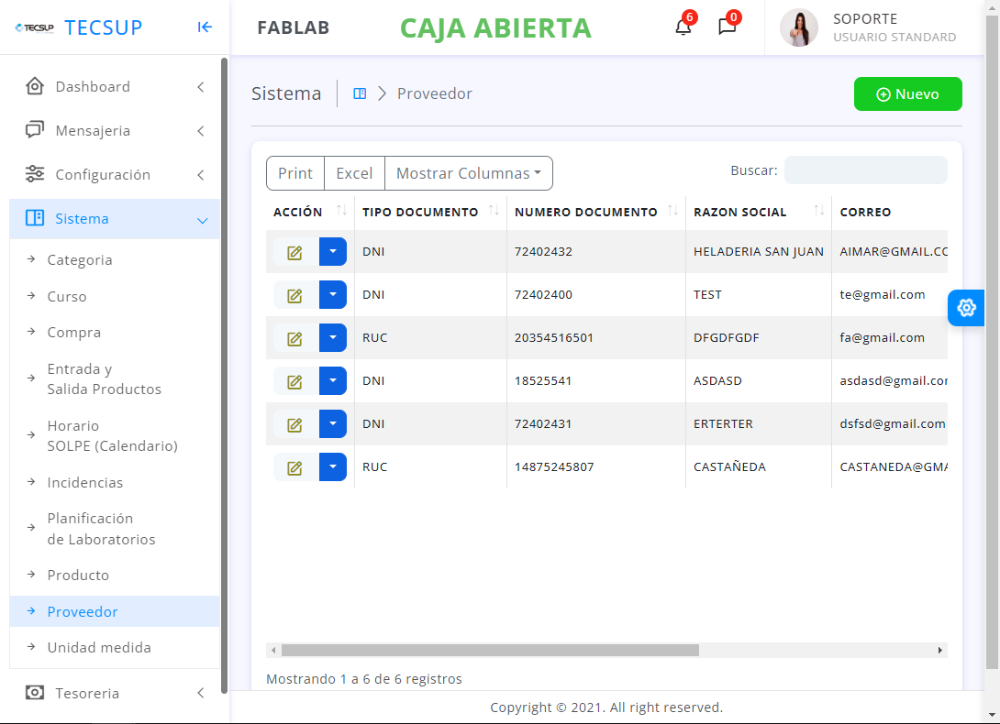 TECSUP TECSUP
FABLAB
CAJA ABIERTA
6
0
SOPORTE
USUARIO STANDARD
Dashboard
Mensajeria
Configuración
Sistema
Categoria
Curso
Compra
Entrada y
Salida Productos
Horario
SOLPE (Calendario)
Incidencias
Planificación
de Laboratorios
Producto
Proveedor
Unidad medida
Tesoreria
Sistema
Proveedor
Nuevo
Print Excel Mostrar Columnas
Buscar:
ACCIÓN TIPO DOCUMENTO NUMERO DOCUMENTO RAZON SOCIAL CORREO
DNI 72402432 HELADERIA SAN JUAN AIMAR@GMAIL.CC
DNI 72402400 TEST te@gmail.com
RUC 20354516501 DFGDFGDF fa@gmail.com
DNI 18525541 ASDASD asdasd@gmail.cor
DNI 72402431 ERTERTER dsfsd@gmail.com
RUC 14875245807 CASTAÑEDA CASTANEDA@GMA
Mostrando 1 a 6 de 6 registros
Copyright © 2021. All right reserved.